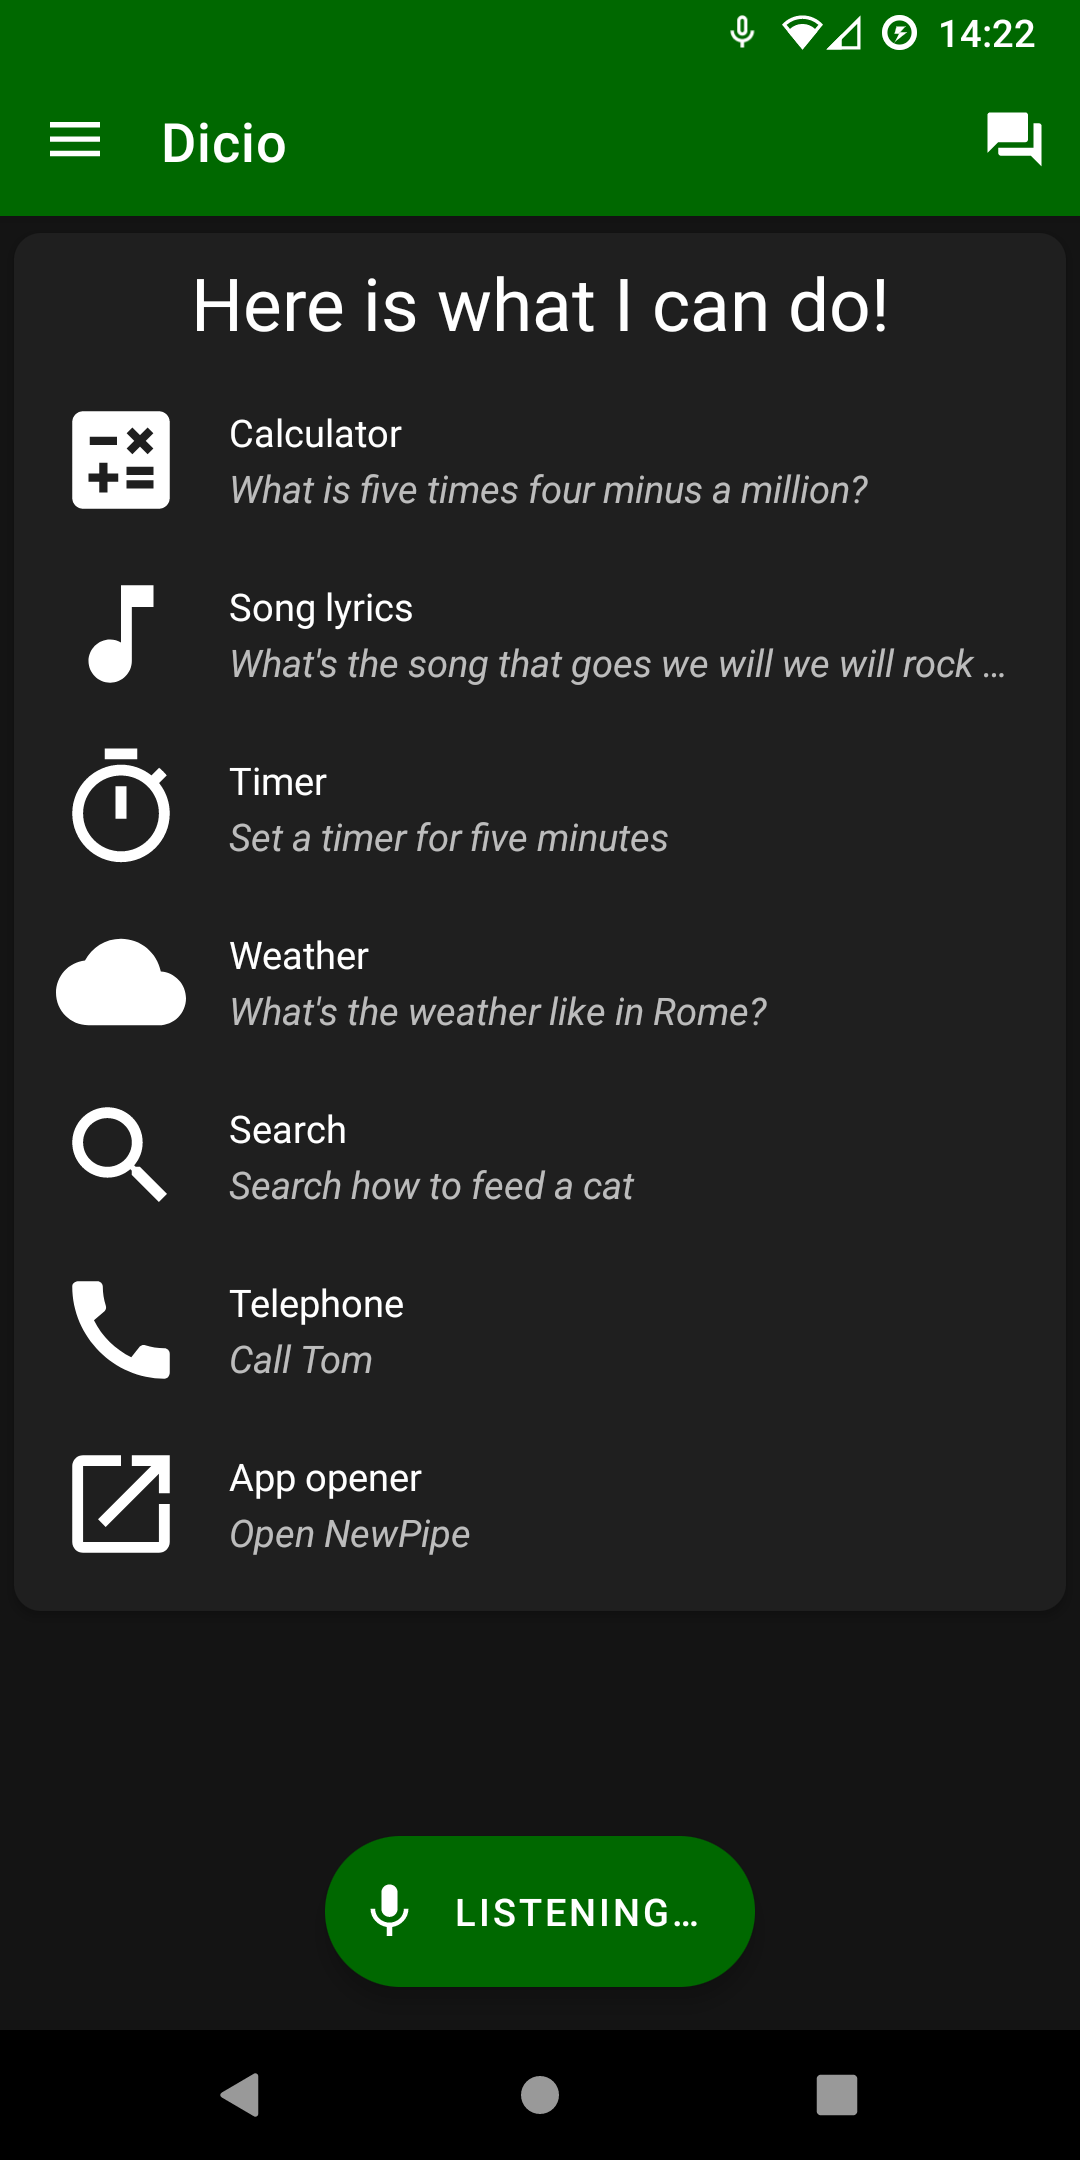 14:22
Dicio
Here is what I can do!
Calculator
What is five times four minus a million?
Song lyrics
What's the song that goes we will we will rock …
Timer
Set a timer for five minutes
Weather
What's the weather like in Rome?
Search
Search how to feed a cat
Telephone
Call Tom
App opener
Open NewPipe
LISTENING…